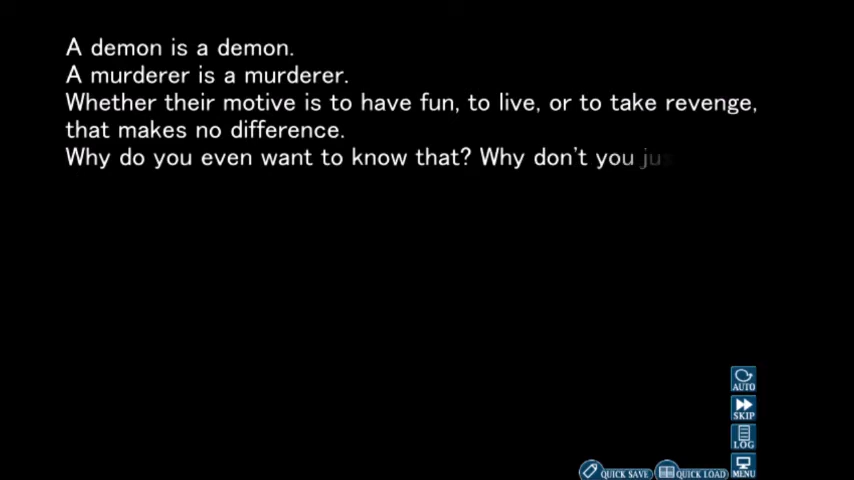 A demon is a demon.
A murderer is a murderer.
Whether their motive is to have fun, to live, or to take revenge,
that makes no difference.
Why do you even want to know that? Why don't you
AUTO
SKIP
LOG
MENU
QUICK SAVE
QUICK LOAD